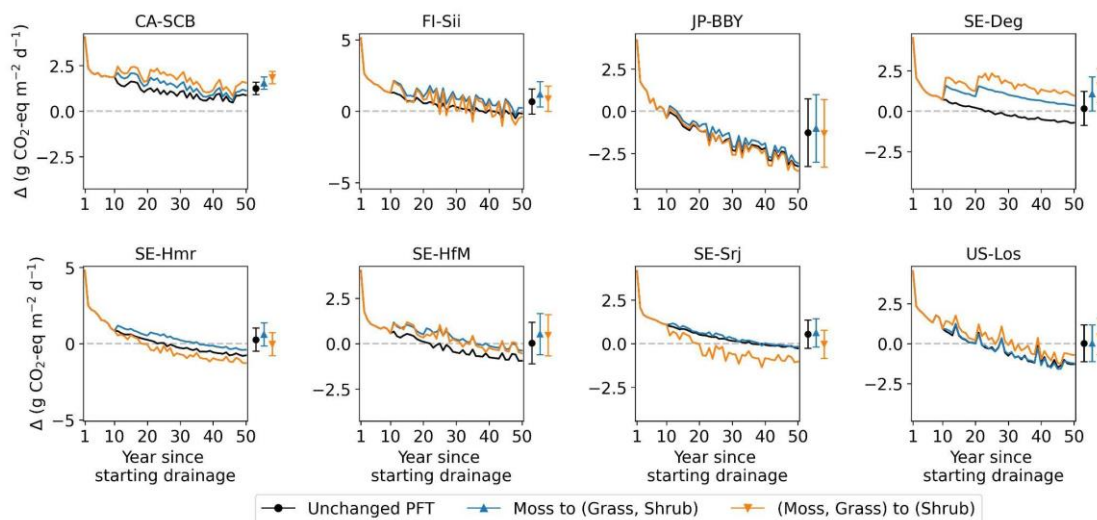 CA-SCB
FI-Sii
JP-BBY
SE-Deg
Δ (g CO₂-eq m⁻² d⁻¹)
2.5
0.0
−2.5
1 10 20 30 40 50
5
0
−5
1 10 20 30 40 50
2.5
0.0
−2.5
1 10 20 30 40 50
2.5
0.0
−2.5
1 10 20 30 40 50
SE-Hmr
SE-HfM
SE-Srj
US-Los
Δ (g CO₂-eq m⁻² d⁻¹)
5
0
−5
1 10 20 30 40 50
2.5
0.0
−2.5
1 10 20 30 40 50
2.5
0.0
−2.5
1 10 20 30 40 50
2.5
0.0
−2.5
1 10 20 30 40 50
Year since
starting drainage
Year since
starting drainage
Year since
starting drainage
Year since
starting drainage
Unchanged PFT
Moss to (Grass, Shrub)
(Moss, Grass) to (Shrub)